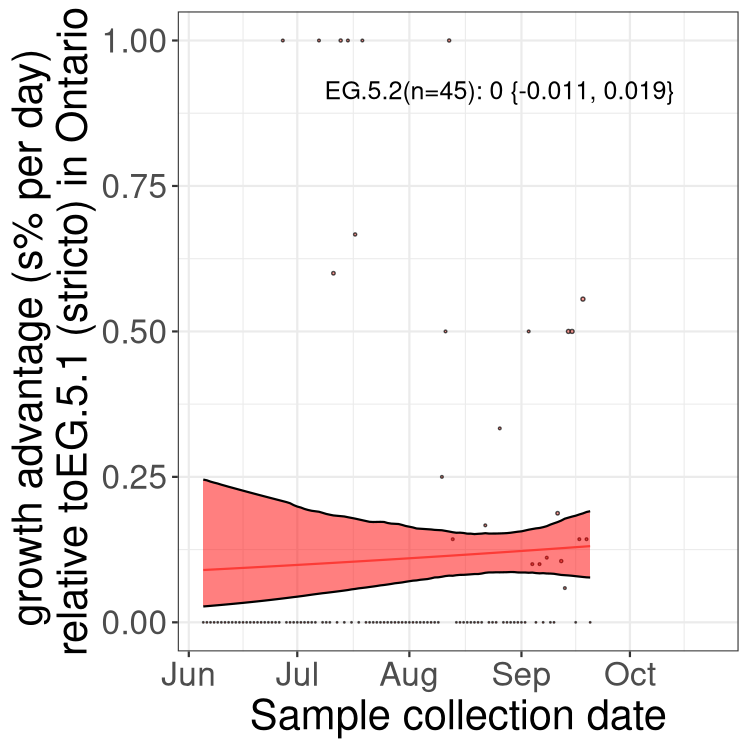 growth advantage (s% per day)
relative toEG.5.1 (stricto) in Ontario
1.00
0.75
0.50
0.25
0.00
EG.5.2(n=45): 0 {-0.011, 0.019}
Jun Jul Aug Sep Oct
Sample collection date